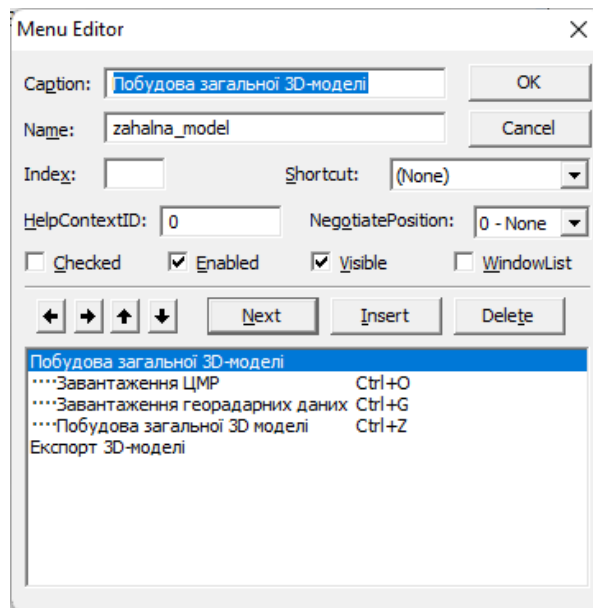 Menu Editor
Caption: Побудова загальної 3D-моделі OK
Name: zahalna_model Cancel
Index: Shortcut: (None)
HelpContextID: 0 NegotiatePosition: 0 - None
Checked Enabled Visible WindowList
Next Insert Delete
Побудова загальної 3D-моделі
····Завантаження ЦМР Ctrl+O
····Завантаження георадарних даних Ctrl+G
····Побудова загальної 3D моделі Ctrl+Z
Експорт 3D-моделі